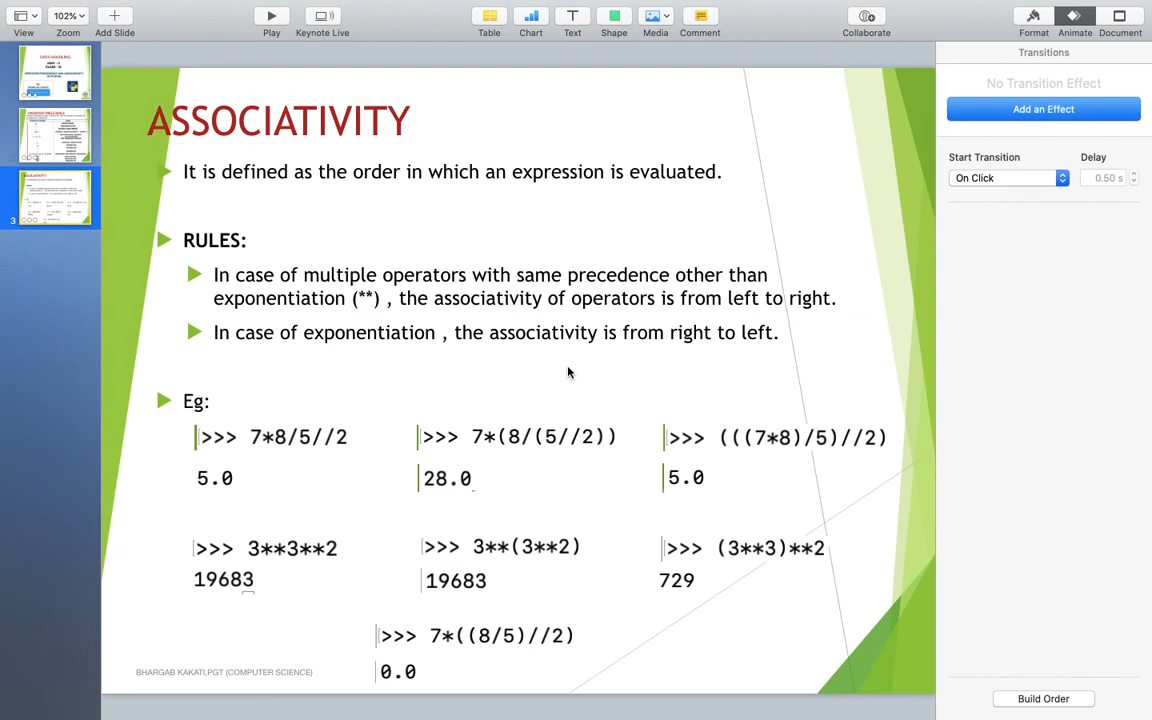 View
102%
Zoom
Add Slide
Play
Keynote Live
Table
Chart
Text
Shape
Media
Comment
Collaborate
Format
Animate
Document
Transitions
No Transition Effect
Add an Effect
Start Transition
Delay
On Click
0.50 s
3
ASSOCIATIVITY
It is defined as the order in which an expression is evaluated.
RULES:
In case of multiple operators with same precedence other than
exponentiation (**) , the associativity of operators is from left to right.
In case of exponentiation , the associativity is from right to left.
Eg:
>>> 7*8/5//2
5.0
>>> 7*(8/(5//2))
28.0
>>> (((7*8)/5)//2)
5.0
>>> 3**3**2
19683
>>> 3**(3**2)
19683
>>> (3**3)**2
729
>>> 7*((8/5)//2)
0.0
BHARGAB KAKATI,PGT (COMPUTER SCIENCE)
Build Order